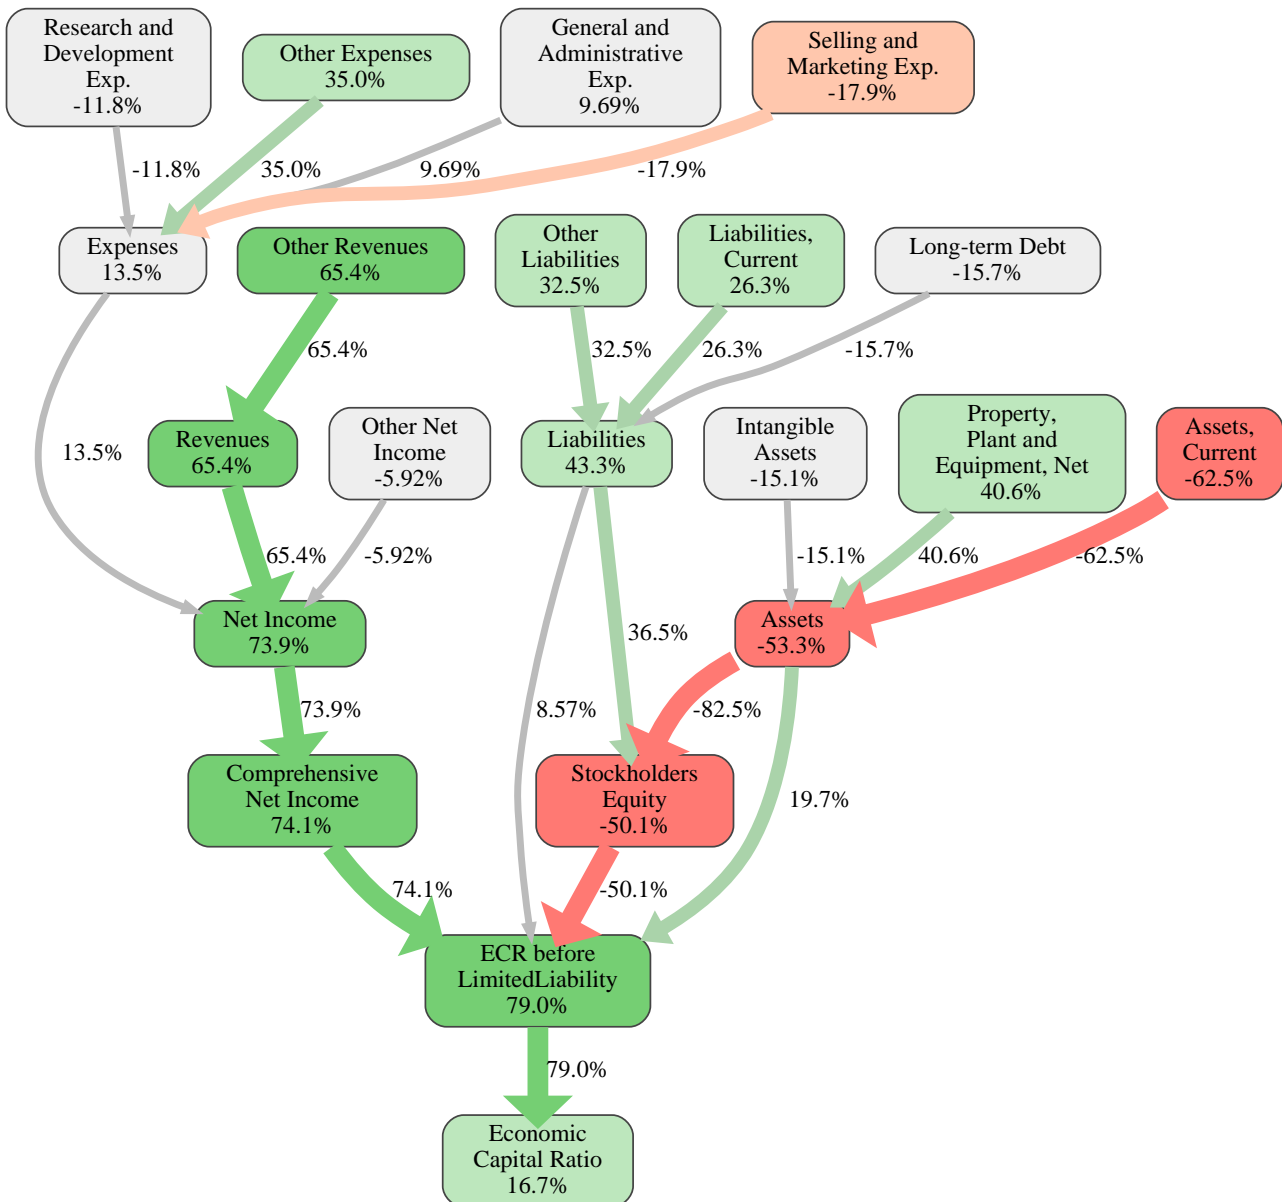 Research and
Development
Exp.
-11.8%
Other Expenses
35.0%
General and
Administrative
Exp.
9.69%
Selling and
Marketing Exp.
-17.9%
-11.8%
35.0%
9.69%
-17.9%
Expenses
13.5%
Other Revenues
65.4%
Other
Liabilities
32.5%
Liabilities,
Current
26.3%
Long-term Debt
-15.7%
65.4%
32.5%
26.3%
-15.7%
13.5%
Revenues
65.4%
Other Net
Income
-5.92%
Liabilities
43.3%
Intangible
Assets
-15.1%
Property,
Plant and
Equipment, Net
40.6%
Assets,
Current
-62.5%
65.4%
-5.92%
-15.1%
40.6%
-62.5%
Net Income
73.9%
36.5%
Assets
-53.3%
73.9%
8.57%
-82.5%
19.7%
Comprehensive
Net Income
74.1%
Stockholders
Equity
-50.1%
74.1%
-50.1%
ECR before
LimitedLiability
79.0%
79.0%
Economic
Capital Ratio
16.7%